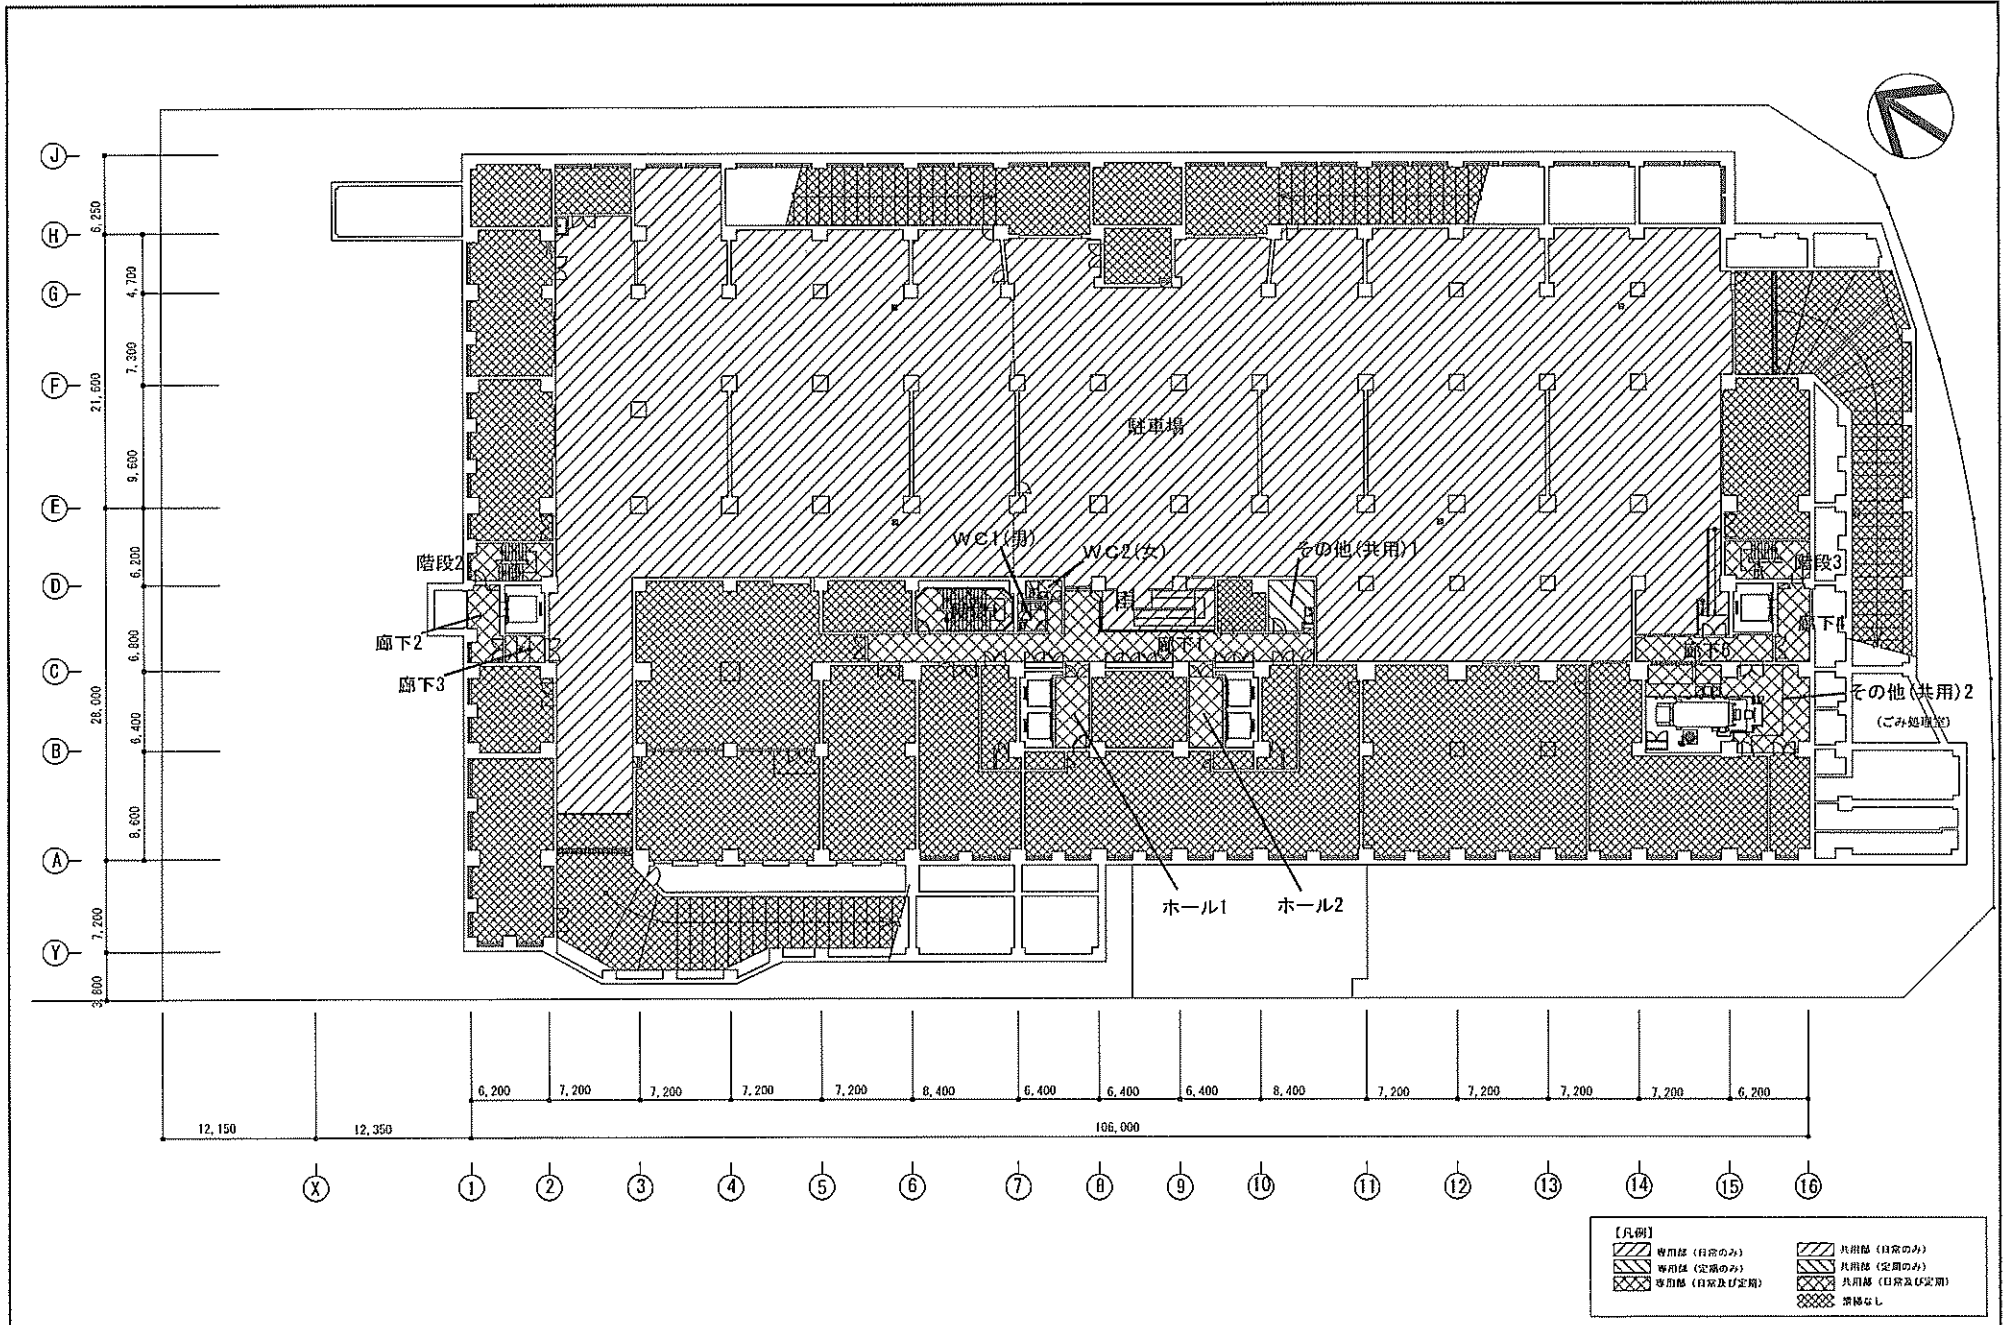 J
H
G
F
E
D
C
B
A
Y
6,250
4,700
7,300
21,600
9,600
6,200
6,800
28,000
6,400
8,600
7,200
3,800
駐車場
WC1(男)
WC2(女)
その他(共用)1
階段2
階段3
廊下2
廊下1
廊下4
廊下3
廊下5
その他(共用)2
(ごみ処理室)
ホール1
ホール2
6,200
7,200
7,200
7,200
7,200
8,400
6,400
6,400
6,400
8,400
7,200
7,200
7,200
7,200
6,200
12,150
12,350
106,000
X
1
2
3
4
5
6
7
8
9
10
11
12
13
14
15
16
【凡例】
専用部 (日常のみ)
共用部 (日常のみ)
専用部 (定期のみ)
共用部 (定期のみ)
専用部 (日常及び定期)
共用部 (日常及び定期)
清掃なし